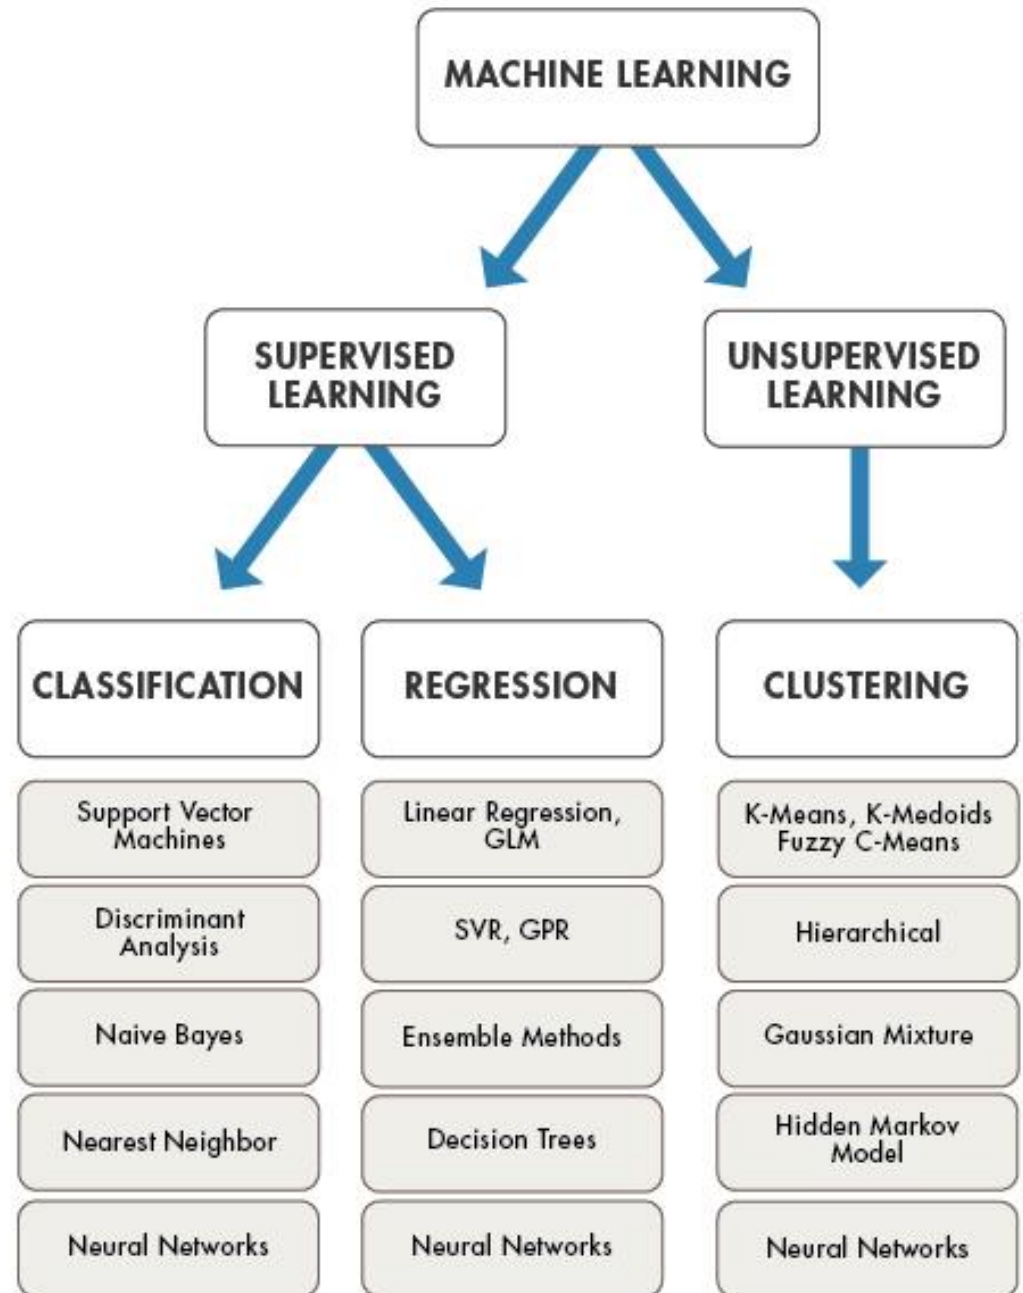 MACHINE LEARNING
SUPERVISED
LEARNING
UNSUPERVISED
LEARNING
CLASSIFICATION
Support Vector
Machines
Discriminant
Analysis
Naive Bayes
Nearest Neighbor
Neural Networks
REGRESSION
Linear Regression,
GLM
SVR, GPR
Ensemble Methods
Decision Trees
Neural Networks
CLUSTERING
K-Means, K-Medoids
Fuzzy C-Means
Hierarchical
Gaussian Mixture
Hidden Markov
Model
Neural Networks